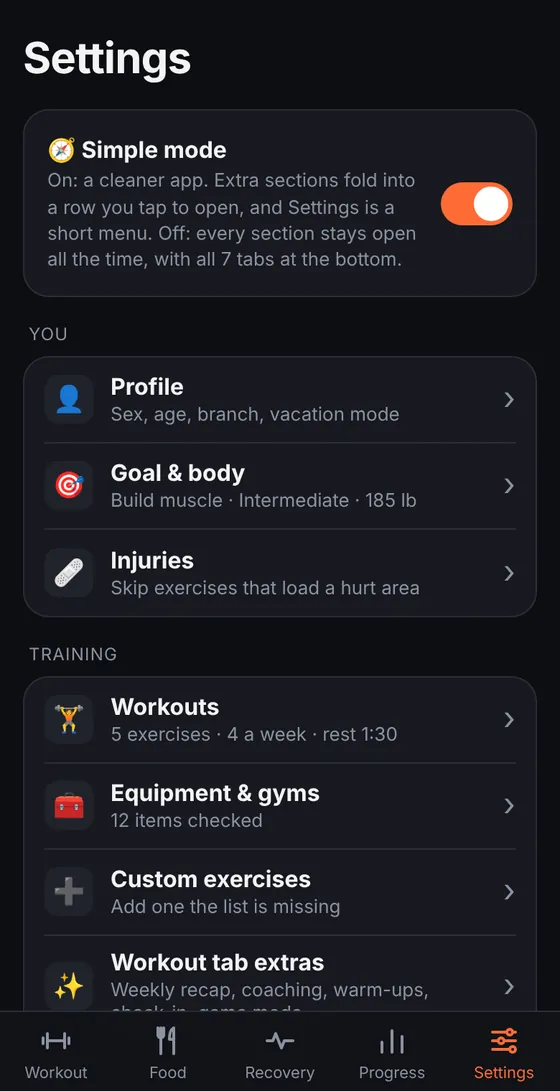 Settings
Simple mode
On: a cleaner app. Extra sections fold into
a row you tap to open, and Settings is a
short menu. Off: every section stays open
all the time, with all 7 tabs at the bottom.
YOU
Profile
Sex, age, branch, vacation mode
Goal & body
Build muscle · Intermediate · 185 lb
Injuries
Skip exercises that load a hurt area
TRAINING
Workouts
5 exercises · 4 a week · rest 1:30
Equipment & gyms
12 items checked
Custom exercises
Add one the list is missing
Workout tab extras
Weekly recap, coaching, warm-ups,
Workout
Food
Recovery
Progress
Settings